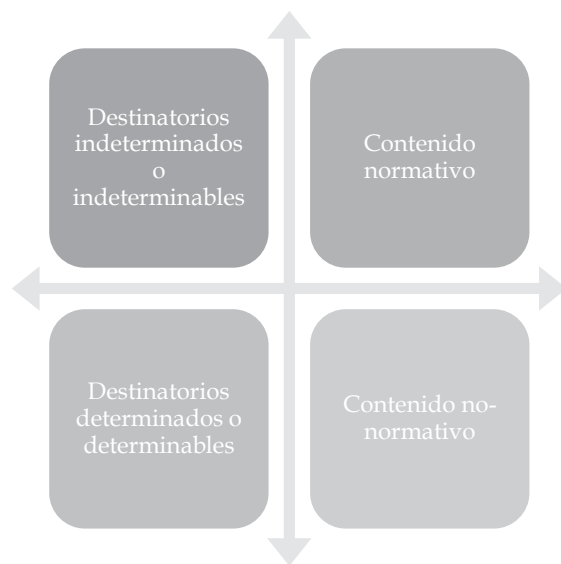 Destinatorios
indeterminados
o
indeterminables
Contenido
normativo
Destinatorios
determinados o
determinables
Contenido no-
normativo